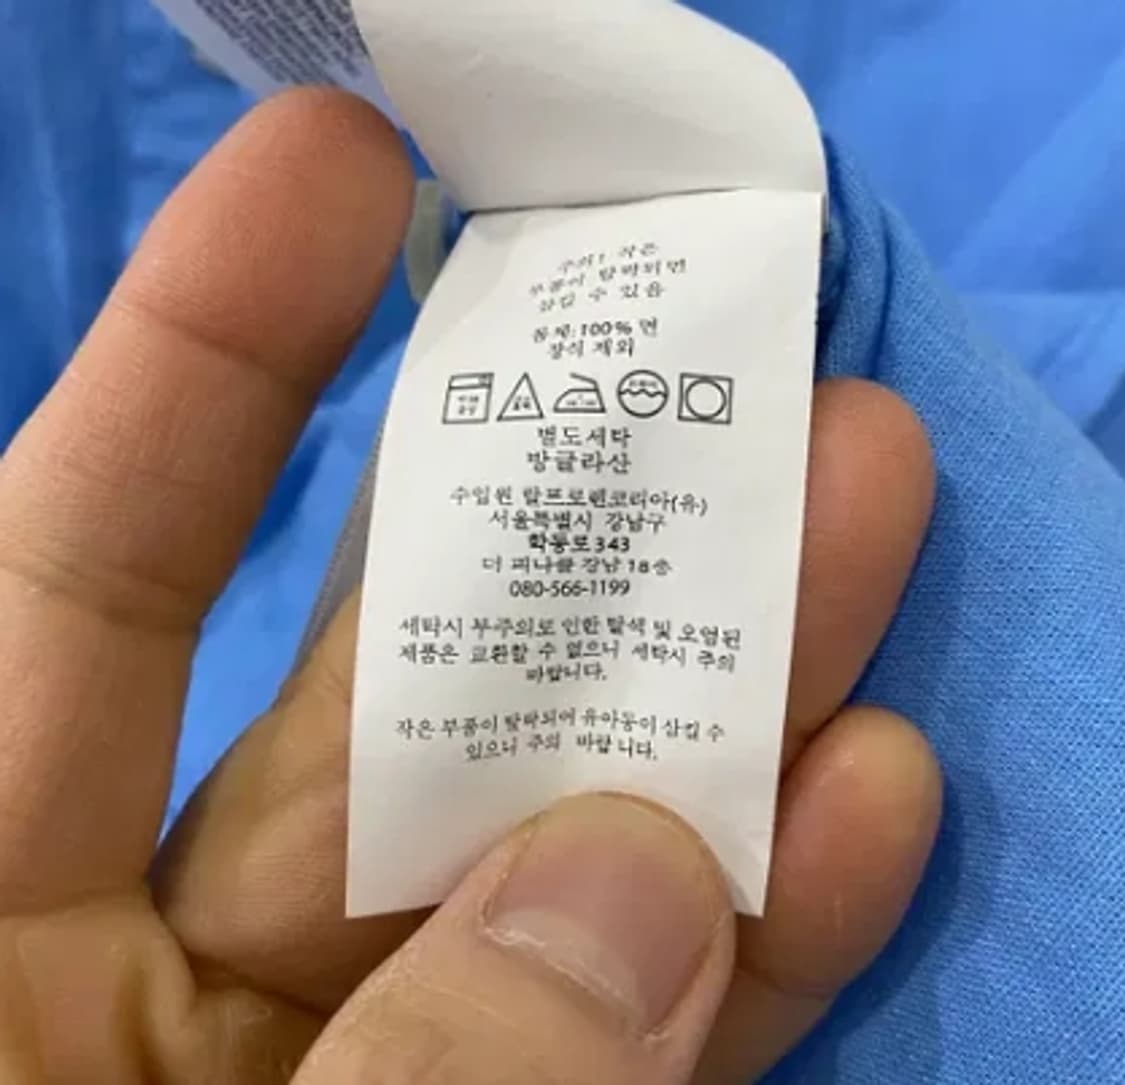 주의! 작은
부품이 탈락되면
삼킬 수 있음
몸체:100% 면
장식 제외
별도세탁
방글라산
수입원 랄프로렌코리아(유)
서울특별시 강남구
학동로343
더 피나클 강남 18층
080-566-1199
세탁시 부주의로 인한 탈색 및 오염된
제품은 교환할 수 없으니 세탁시 주의
바랍니다.
작은 부품이 탈락되어 유아동이 삼킬 수
있으니 주의 바랍니다.